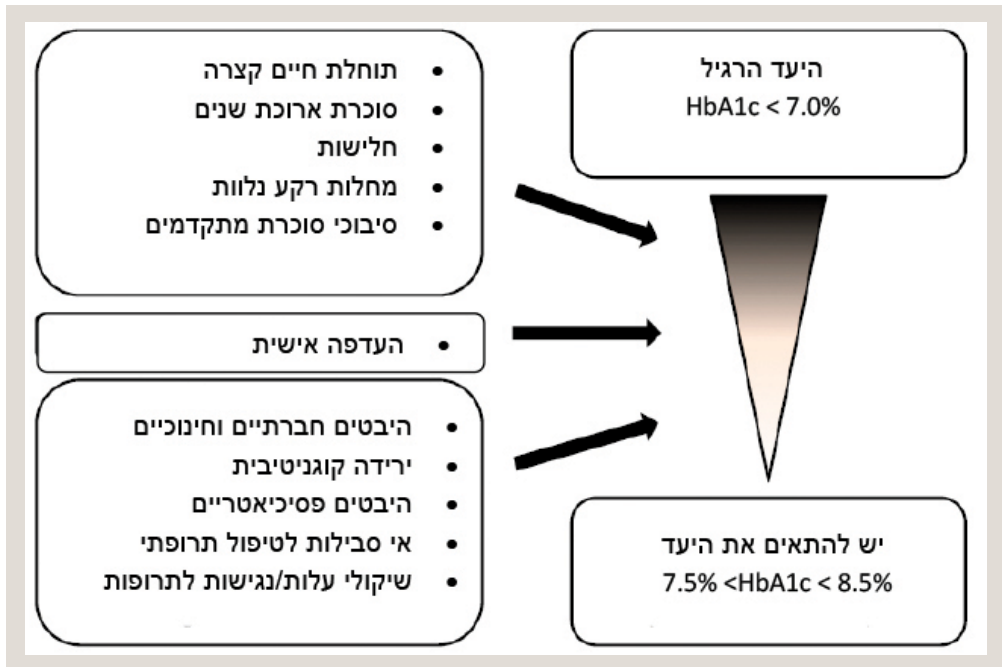 היעד הרגיל
HbA1c < 7.0%
• תוחלת חיים קצרה
• סוכרת ארוכת שנים
• חלישות
• מחלות רקע נלוות
• סיבוכי סוכרת מתקדמים
• העדפה אישית
• היבטים חברתיים וחינוכיים
• ירידה קוגניטיבית
• היבטים פסיכיאטריים
• אי סבילות לטיפול תרופתי
• שיקולי עלות/נגישות לתרופות
יש להתאים את היעד
7.5% <HbA1c < 8.5%